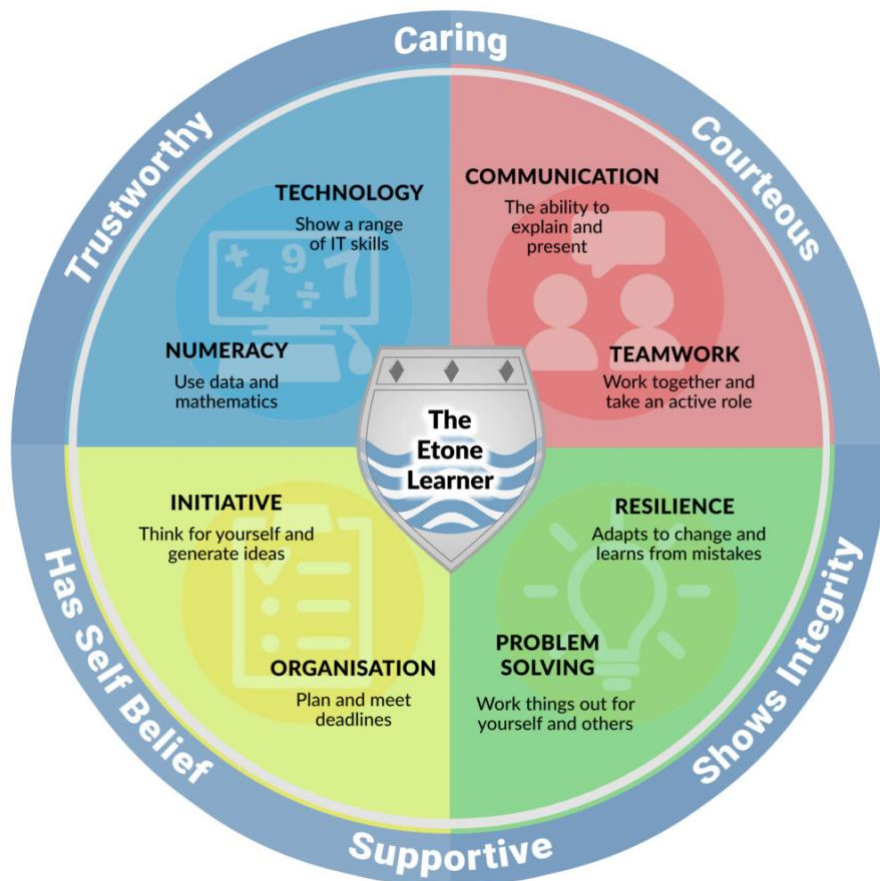 Caring
Courteous
Shows Integrity
Supportive
Has Self Belief
Trustworthy
TECHNOLOGY
Show a range
of IT skills
+ 4 9 ÷ 7
NUMERACY
Use data and
mathematics
COMMUNICATION
The ability to
explain and
present
TEAMWORK
Work together and
take an active role
The
Etone
Learner
INITIATIVE
Think for yourself and
generate ideas
ORGANISATION
Plan and meet
deadlines
RESILIENCE
Adapts to change and
learns from mistakes
PROBLEM
SOLVING
Work things out for
yourself and others